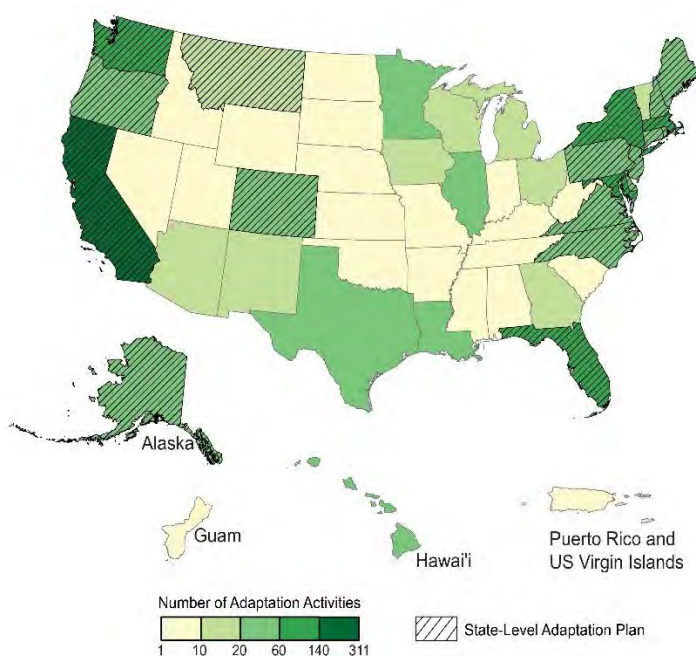 Alaska
Guam
Hawai'i
Puerto Rico and
US Virgin Islands
Number of Adaptation Activities
1 10 20 60 140 311
State-Level Adaptation Plan